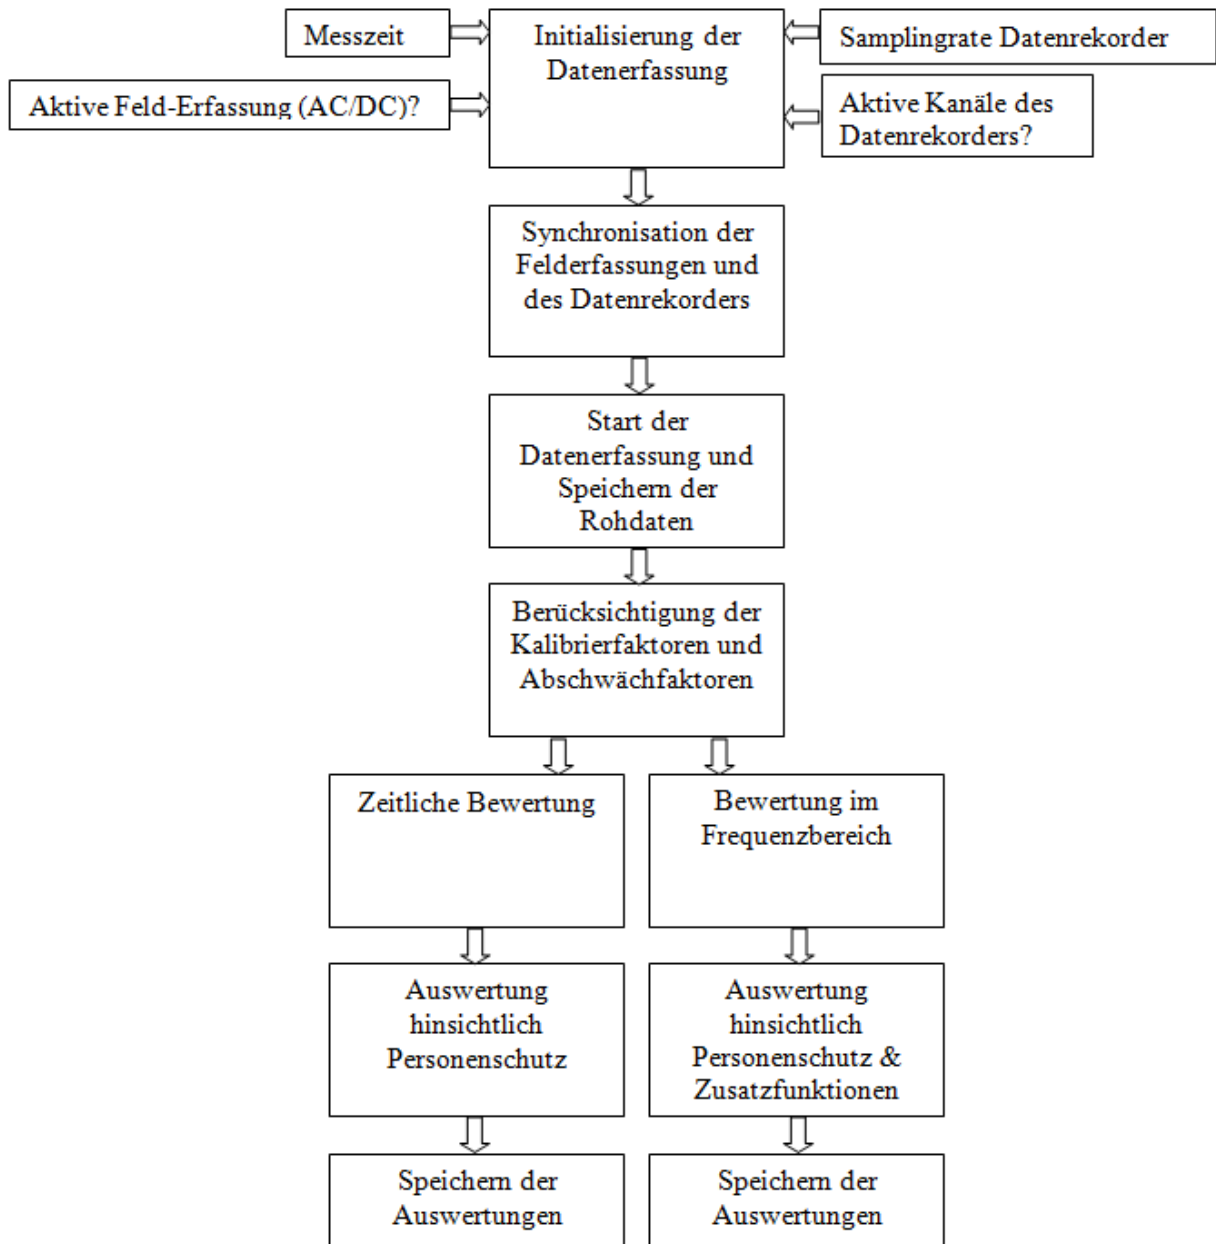 Messzeit
Initialisierung der
Datenerfassung
Samplingrate Datenrekorder
Aktive Feld-Erfassung (AC/DC)?
Aktive Kanäle des
Datenrekorders?
Synchronisation der
Felderfassungen und
des Datenrekorders
Start der
Datenerfassung und
Speichern der
Rohdaten
Berücksichtigung der
Kalibrierfaktoren und
Abschwächfaktoren
Zeitliche Bewertung
Bewertung im
Frequenzbereich
Auswertung
hinsichtlich
Personenschutz
Auswertung
hinsichtlich
Personenschutz &
Zusatzfunktionen
Speichern der
Auswertungen
Speichern der
Auswertungen